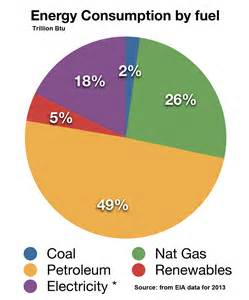 Energy Consumption by fuel
Trillion Btu
2%
18%
26%
5%
49%
Coal
Nat Gas
Petroleum
Renewables
Electricity *
Source: from EIA data for 2013